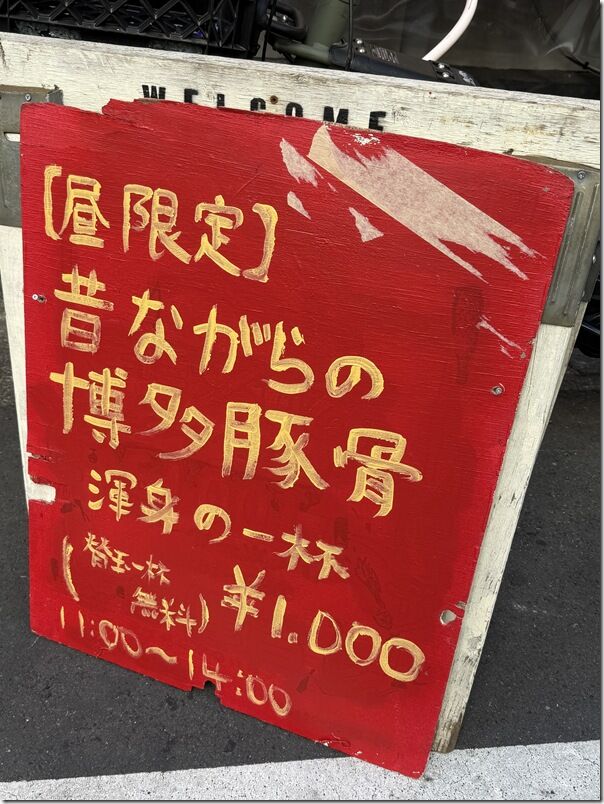 WELCOME
[昼限定]
昔ながらの
博多豚骨
渾身の一杯
(替玉一杯
無料) ¥1.000
11:00～14:00